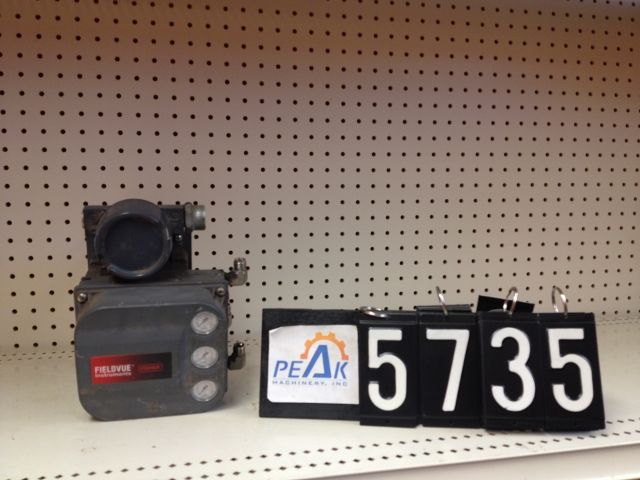 FIELDVUE
Instruments
PEAK
MACHINERY, INC
5735